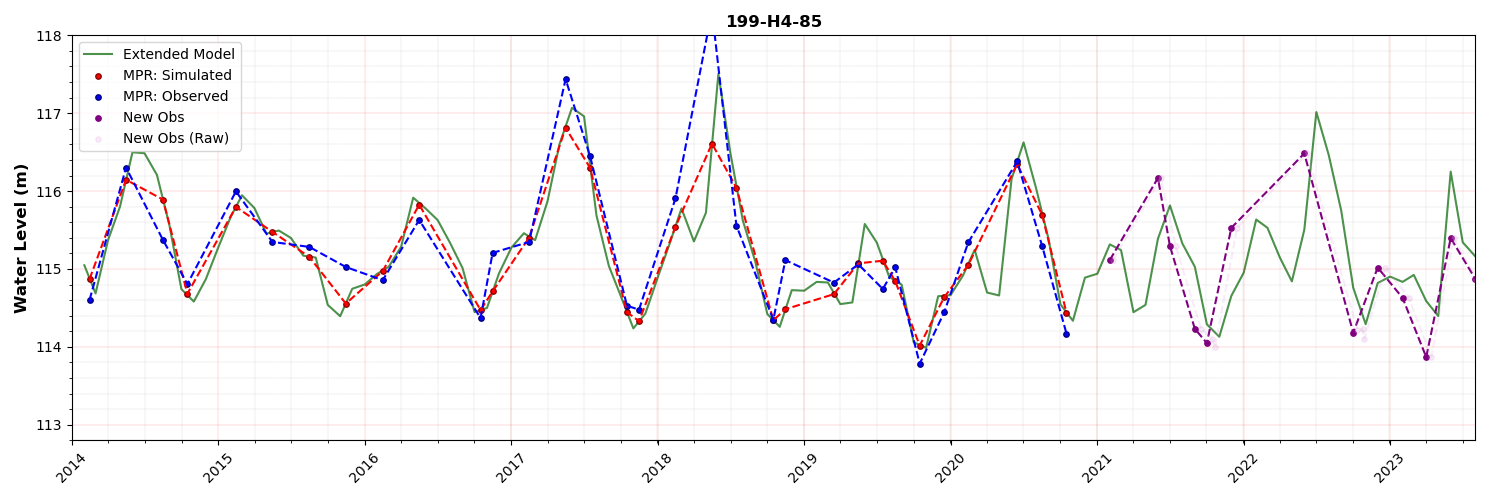 199-H4-85
Water Level (m)
118
117
116
115
114
113
Extended Model
MPR: Simulated
MPR: Observed
New Obs
New Obs (Raw)
2014
2015
2016
2017
2018
2019
2020
2021
2022
2023